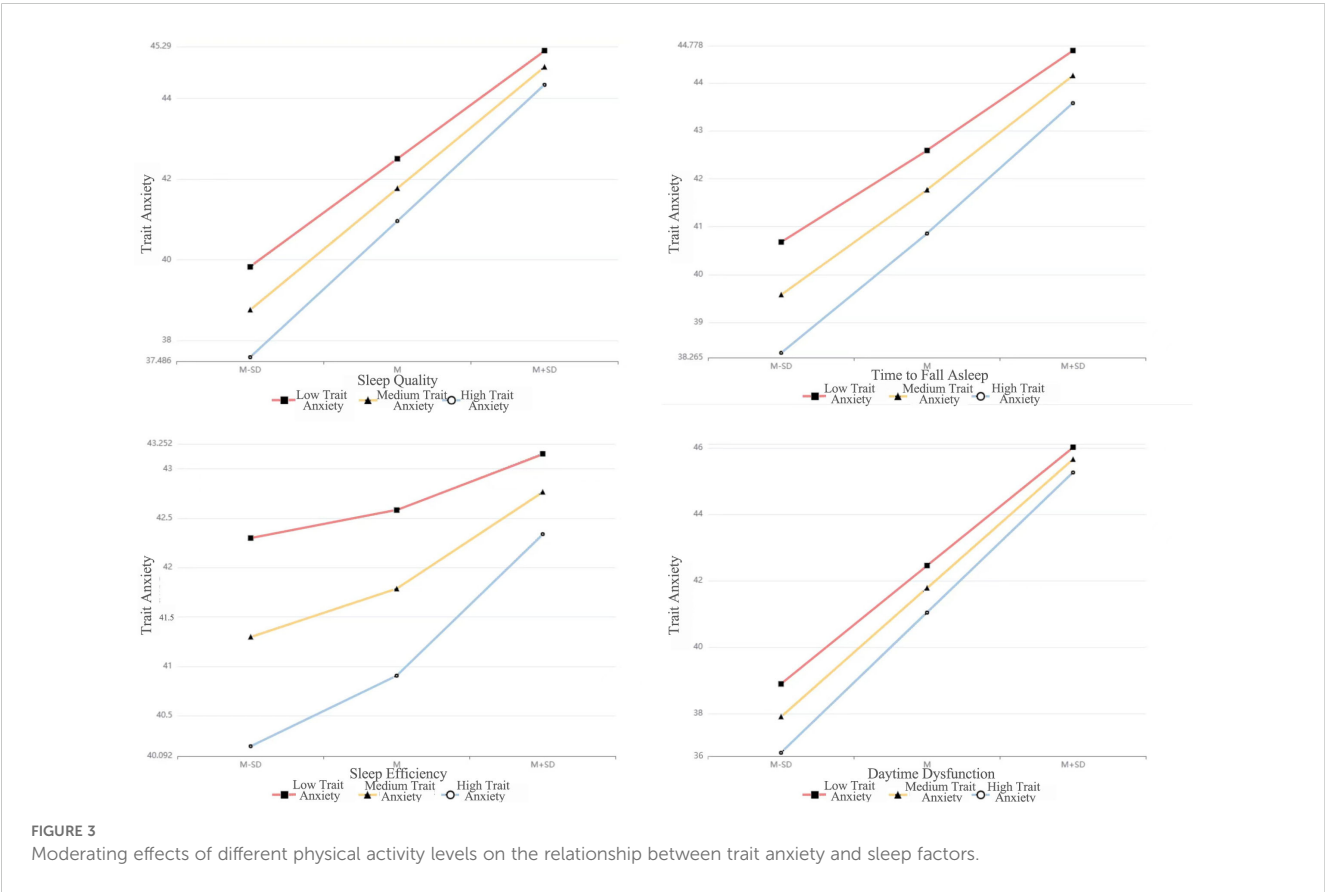 45.29
44
42
40
38
37.486
Trait Anxiety
M-SD
M
M+SD
Sleep Quality
Low Trait Anxiety
Medium Trait Anxiety
High Trait Anxiety
44.778
44
43
42
41
40
39
38.265
Trait Anxiety
M-SD
M
M+SD
Time to Fall Asleep
Low Trait Anxiety
Medium Trait Anxiety
High Trait Anxiety
43.252
43
42.5
42
41.5
41
40.5
40.092
Trait Anxiety
M-SD
M
M+SD
Sleep Efficiency
Low Trait Anxiety
Medium Trait Anxiety
High Trait Anxiety
46
44
42
40
38
36
Trait Anxiety
M-SD
M
M+SD
Daytime Dysfunction
Low Trait Anxiety
Medium Trait Anxiety
High Trait Anxiety
FIGURE 3
Moderating effects of different physical activity levels on the relationship between trait anxiety and sleep factors.